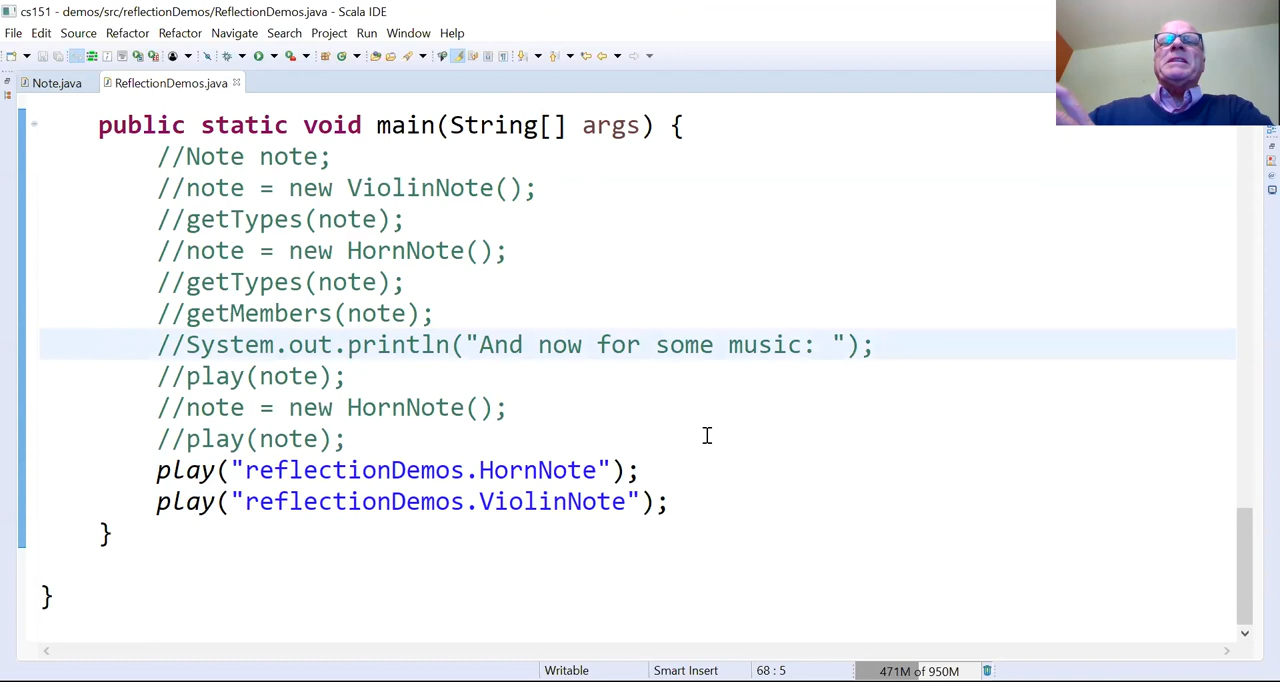 cs151 - demos/src/reflectionDemos/ReflectionDemos.java - Scala IDE
File Edit Source Refactor Refactor Navigate Search Project Run Window Help
Note.java ReflectionDemos.java
public static void main(String[] args) {
//Note note;
//note = new ViolinNote();
//getTypes(note);
//note = new HornNote();
//getTypes(note);
//getMembers(note);
//System.out.println("And now for some music: ");
//play(note);
//note = new HornNote();
//play(note);
play("reflectionDemos.HornNote");
play("reflectionDemos.ViolinNote");
}
}
Writable Smart Insert 68 : 5 471M of 950M